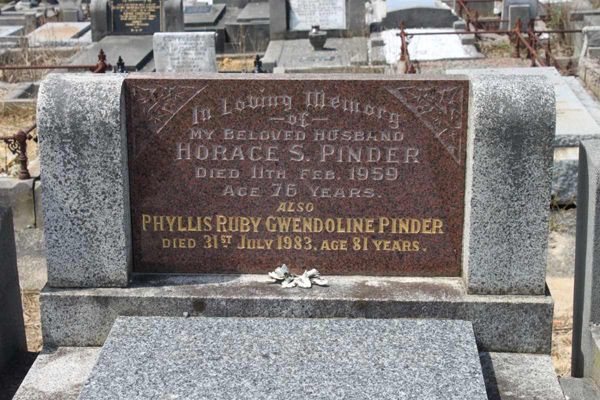 In Loving Memory
— of —
My Beloved Husband
Horace S. Pinder
Died 11th Feb. 1959
Age 76 Years.
Also
Phyllis Ruby Gwendoline Pinder
Died 31st July 1983, Age 81 Years.